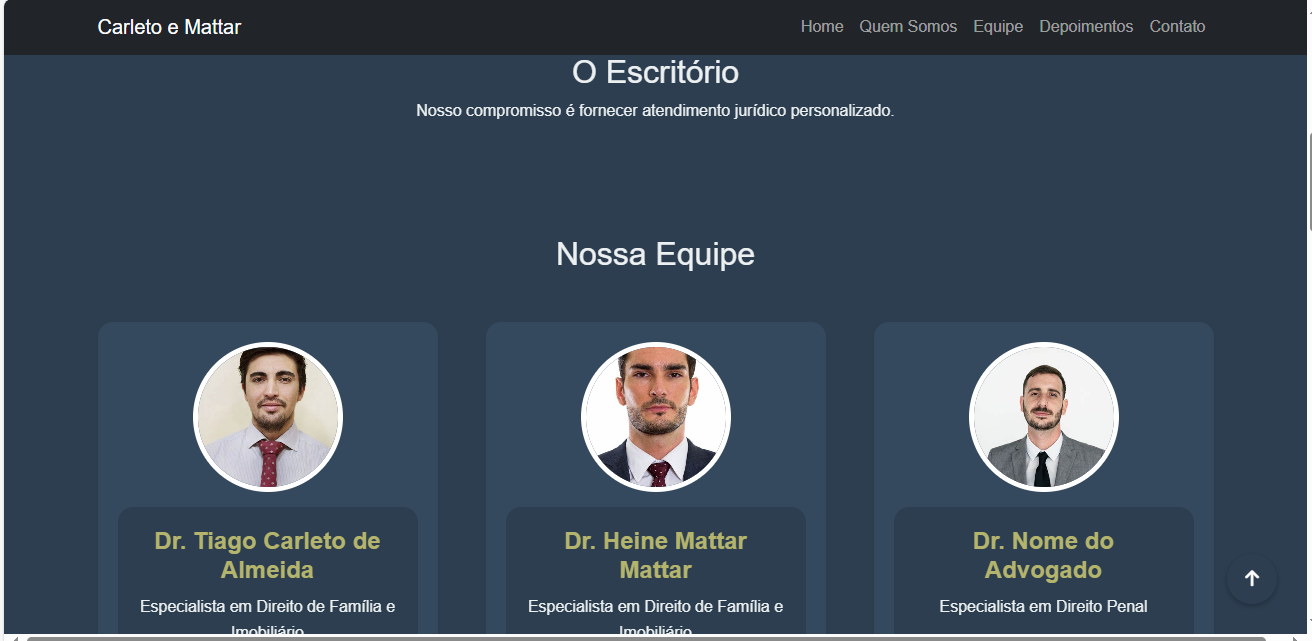 Carleto e Mattar
Home Quem Somos Equipe Depoimentos Contato
O Escritório
Nosso compromisso é fornecer atendimento jurídico personalizado.
Nossa Equipe
Dr. Tiago Carleto de
Almeida
Especialista em Direito de Família e
Imobiliário
Dr. Heine Mattar
Mattar
Especialista em Direito de Família e
Imobiliário
Dr. Nome do
Advogado
Especialista em Direito Penal